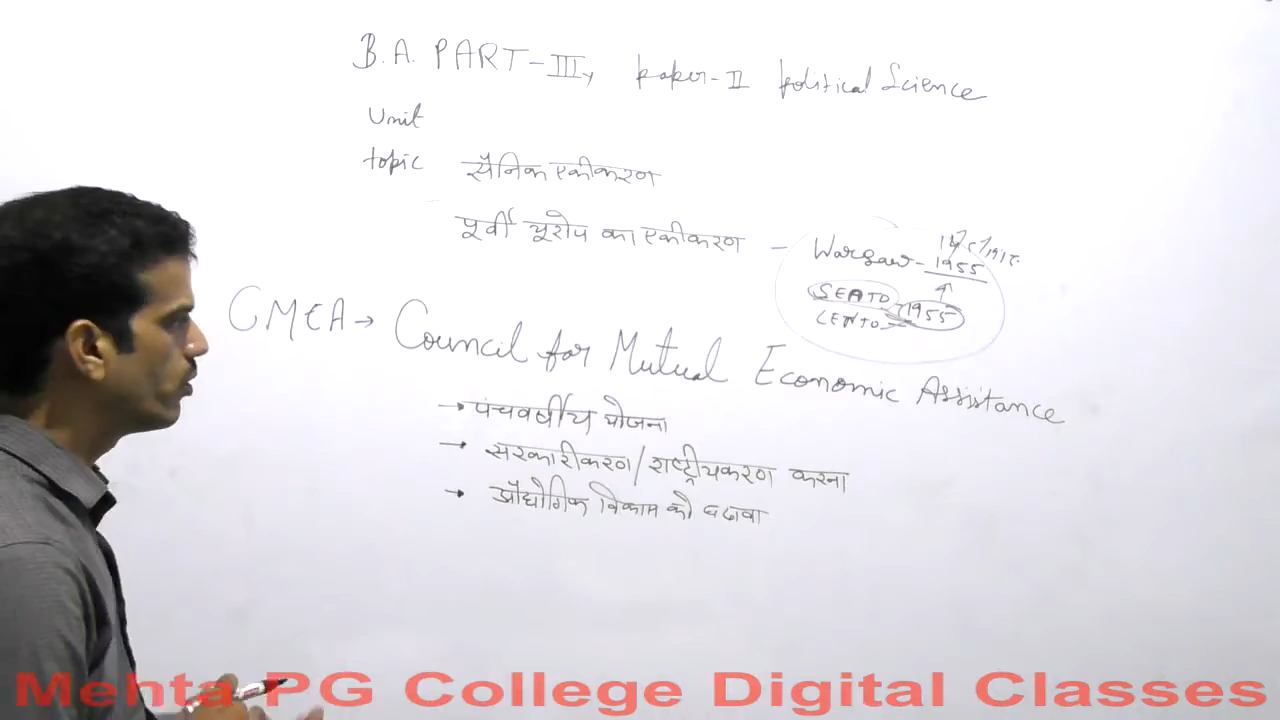 B.A. PART-III, paper-II political Science
Unit
topic सैनिक एकीकरण
पूर्वी यूरोप का एकीकरण - Warsaw - 1955
SEATO 1955
CENTO
CMEA → Council for Mutual Economic Assistance
→ पंचवर्षीय योजना
→ सरकारीकरण/राष्ट्रीयकरण करना
→ औद्योगिक विकास को बढावा
Mehta PG College Digital Classes